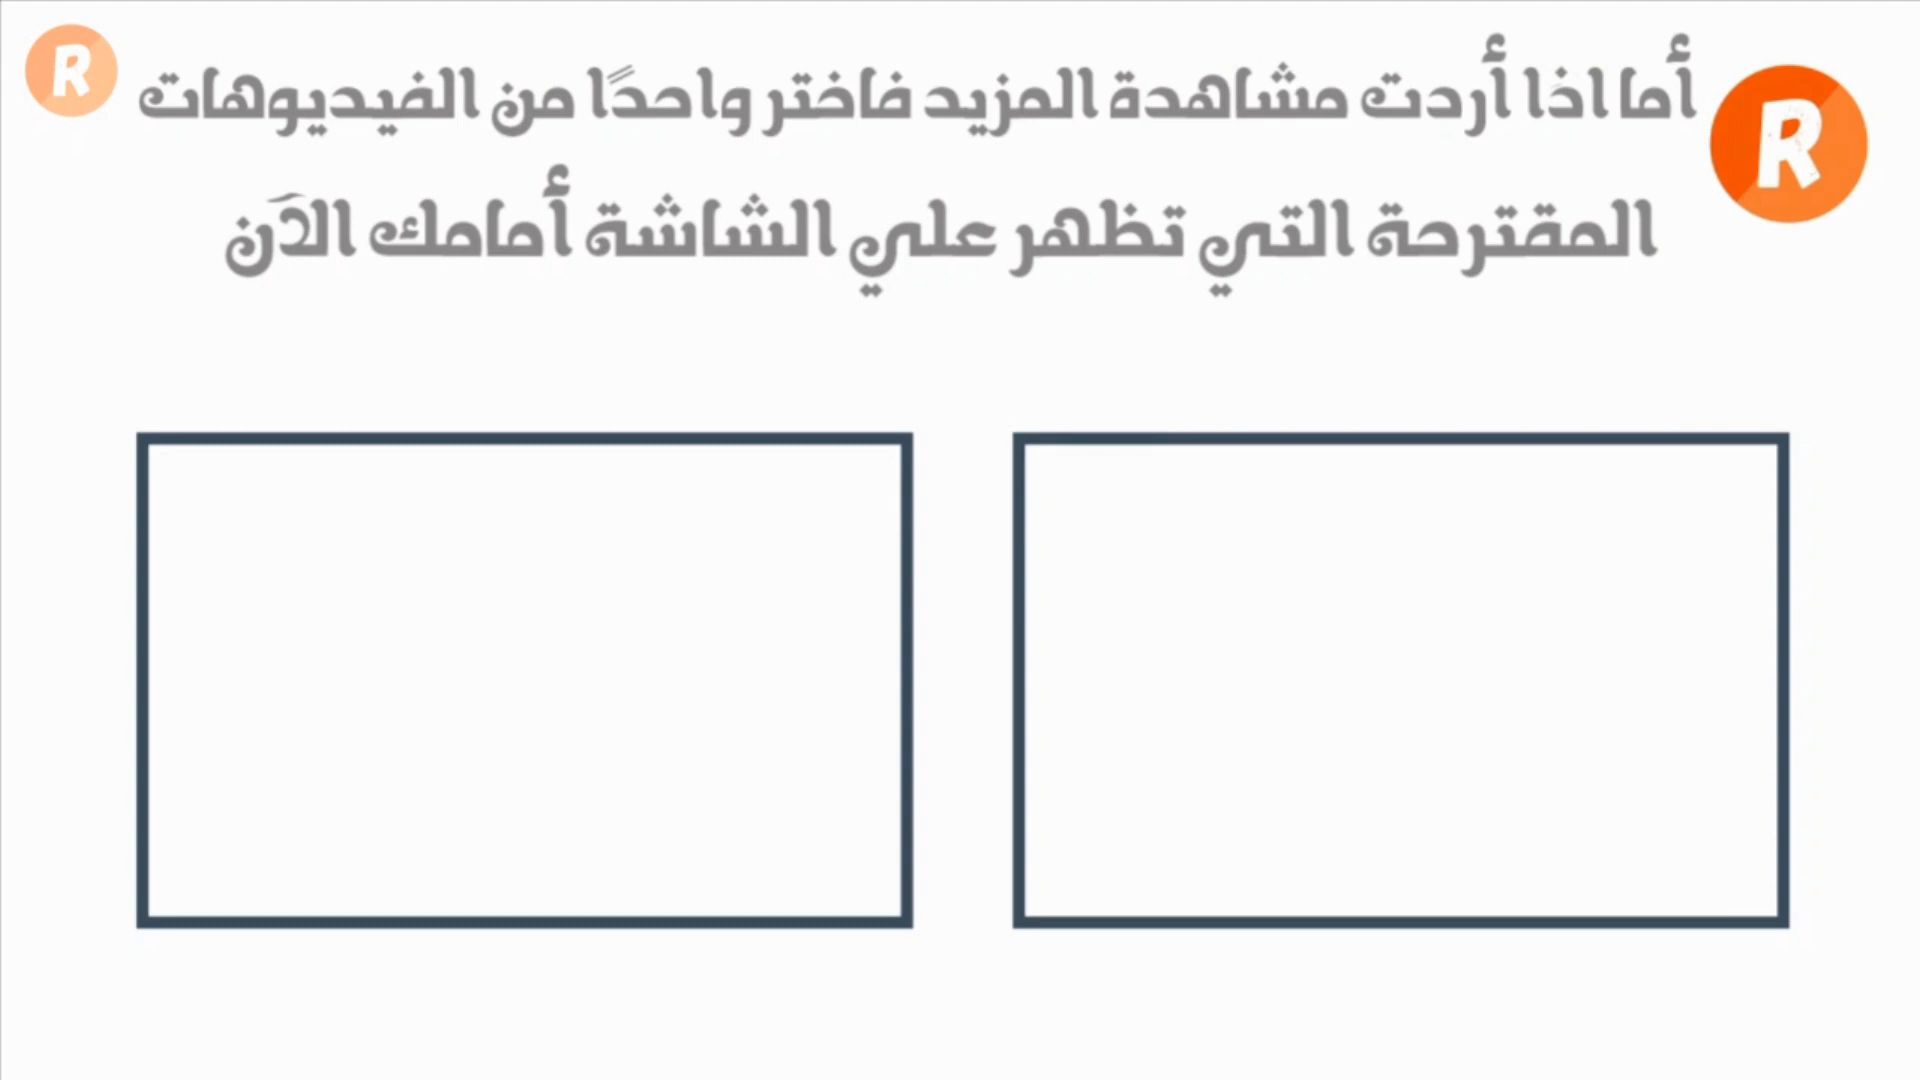 أما اذا أردت مشاهدة المزيد فاختر واحدًا من الفيديوهات
المقترحة التي تظهر علي الشاشة أمامك الآن
R
R